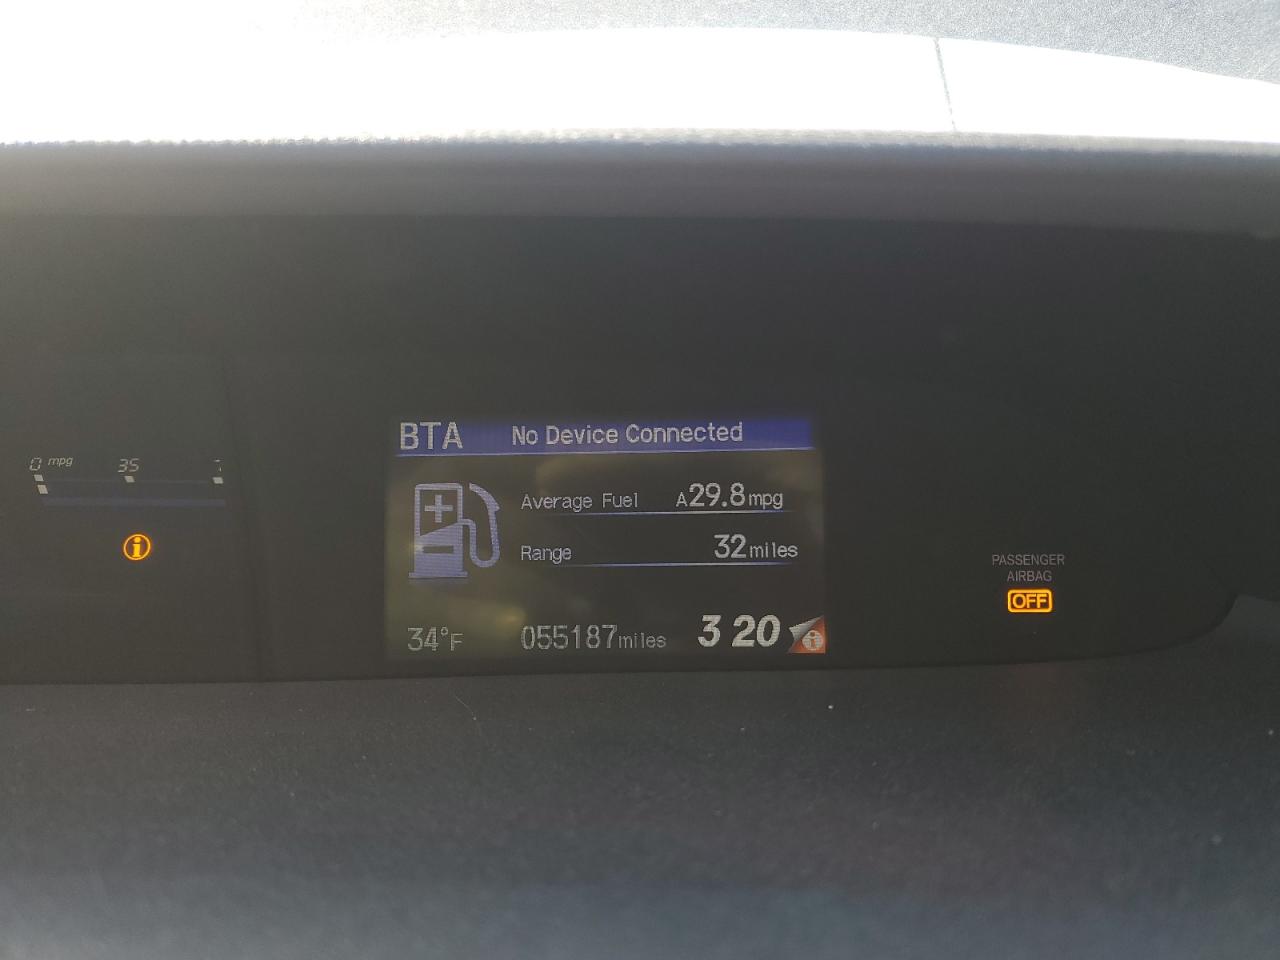 BTA No Device Connected
0 mpg 35
Average Fuel A29.8mpg
Range 32miles
PASSENGER
AIRBAG
OFF
34°F 055187miles 3 20